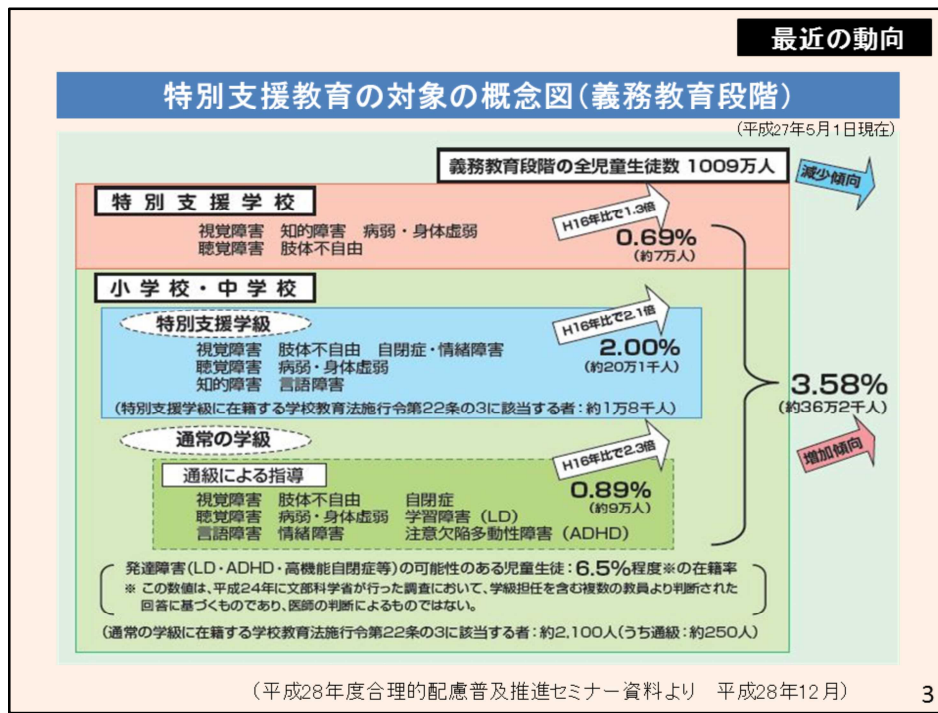 最近の動向
特別支援教育の対象の概念図(義務教育段階)
(平成27年5月1日現在)
義務教育段階の全児童生徒数 1009万人
減少傾向
特別支援学校
視覚障害 知的障害 病弱・身体虚弱
聴覚障害 肢体不自由
H16年比で1.3倍
0.69%
(約7万人)
小学校・中学校
特別支援学級
視覚障害 肢体不自由 自閉症・情緒障害
聴覚障害 病弱・身体虚弱
知的障害 言語障害
H16年比で2.1倍
2.00%
(約20万1千人)
(特別支援学級に在籍する学校教育法施行令第22条の3に該当する者:約1万8千人)
通常の学級
通級による指導
視覚障害 肢体不自由 自閉症
聴覚障害 病弱・身体虚弱 学習障害(LD)
言語障害 情緒障害 注意欠陥多動性障害(ADHD)
H16年比で2.3倍
0.89%
(約9万人)
3.58%
(約36万2千人)
増加傾向
発達障害(LD・ADHD・高機能自閉症等)の可能性のある児童生徒:6.5%程度※の在籍率
※ この数値は、平成24年に文部科学省が行った調査において、学級担任を含む複数の教員より判断された
回答に基づくものであり、医師の判断によるものではない。
(通常の学級に在籍する学校教育法施行令第22条の3に該当する者:約2,100人(うち通級:約250人)
(平成28年度合理的配慮普及推進セミナー資料より 平成28年12月)
3